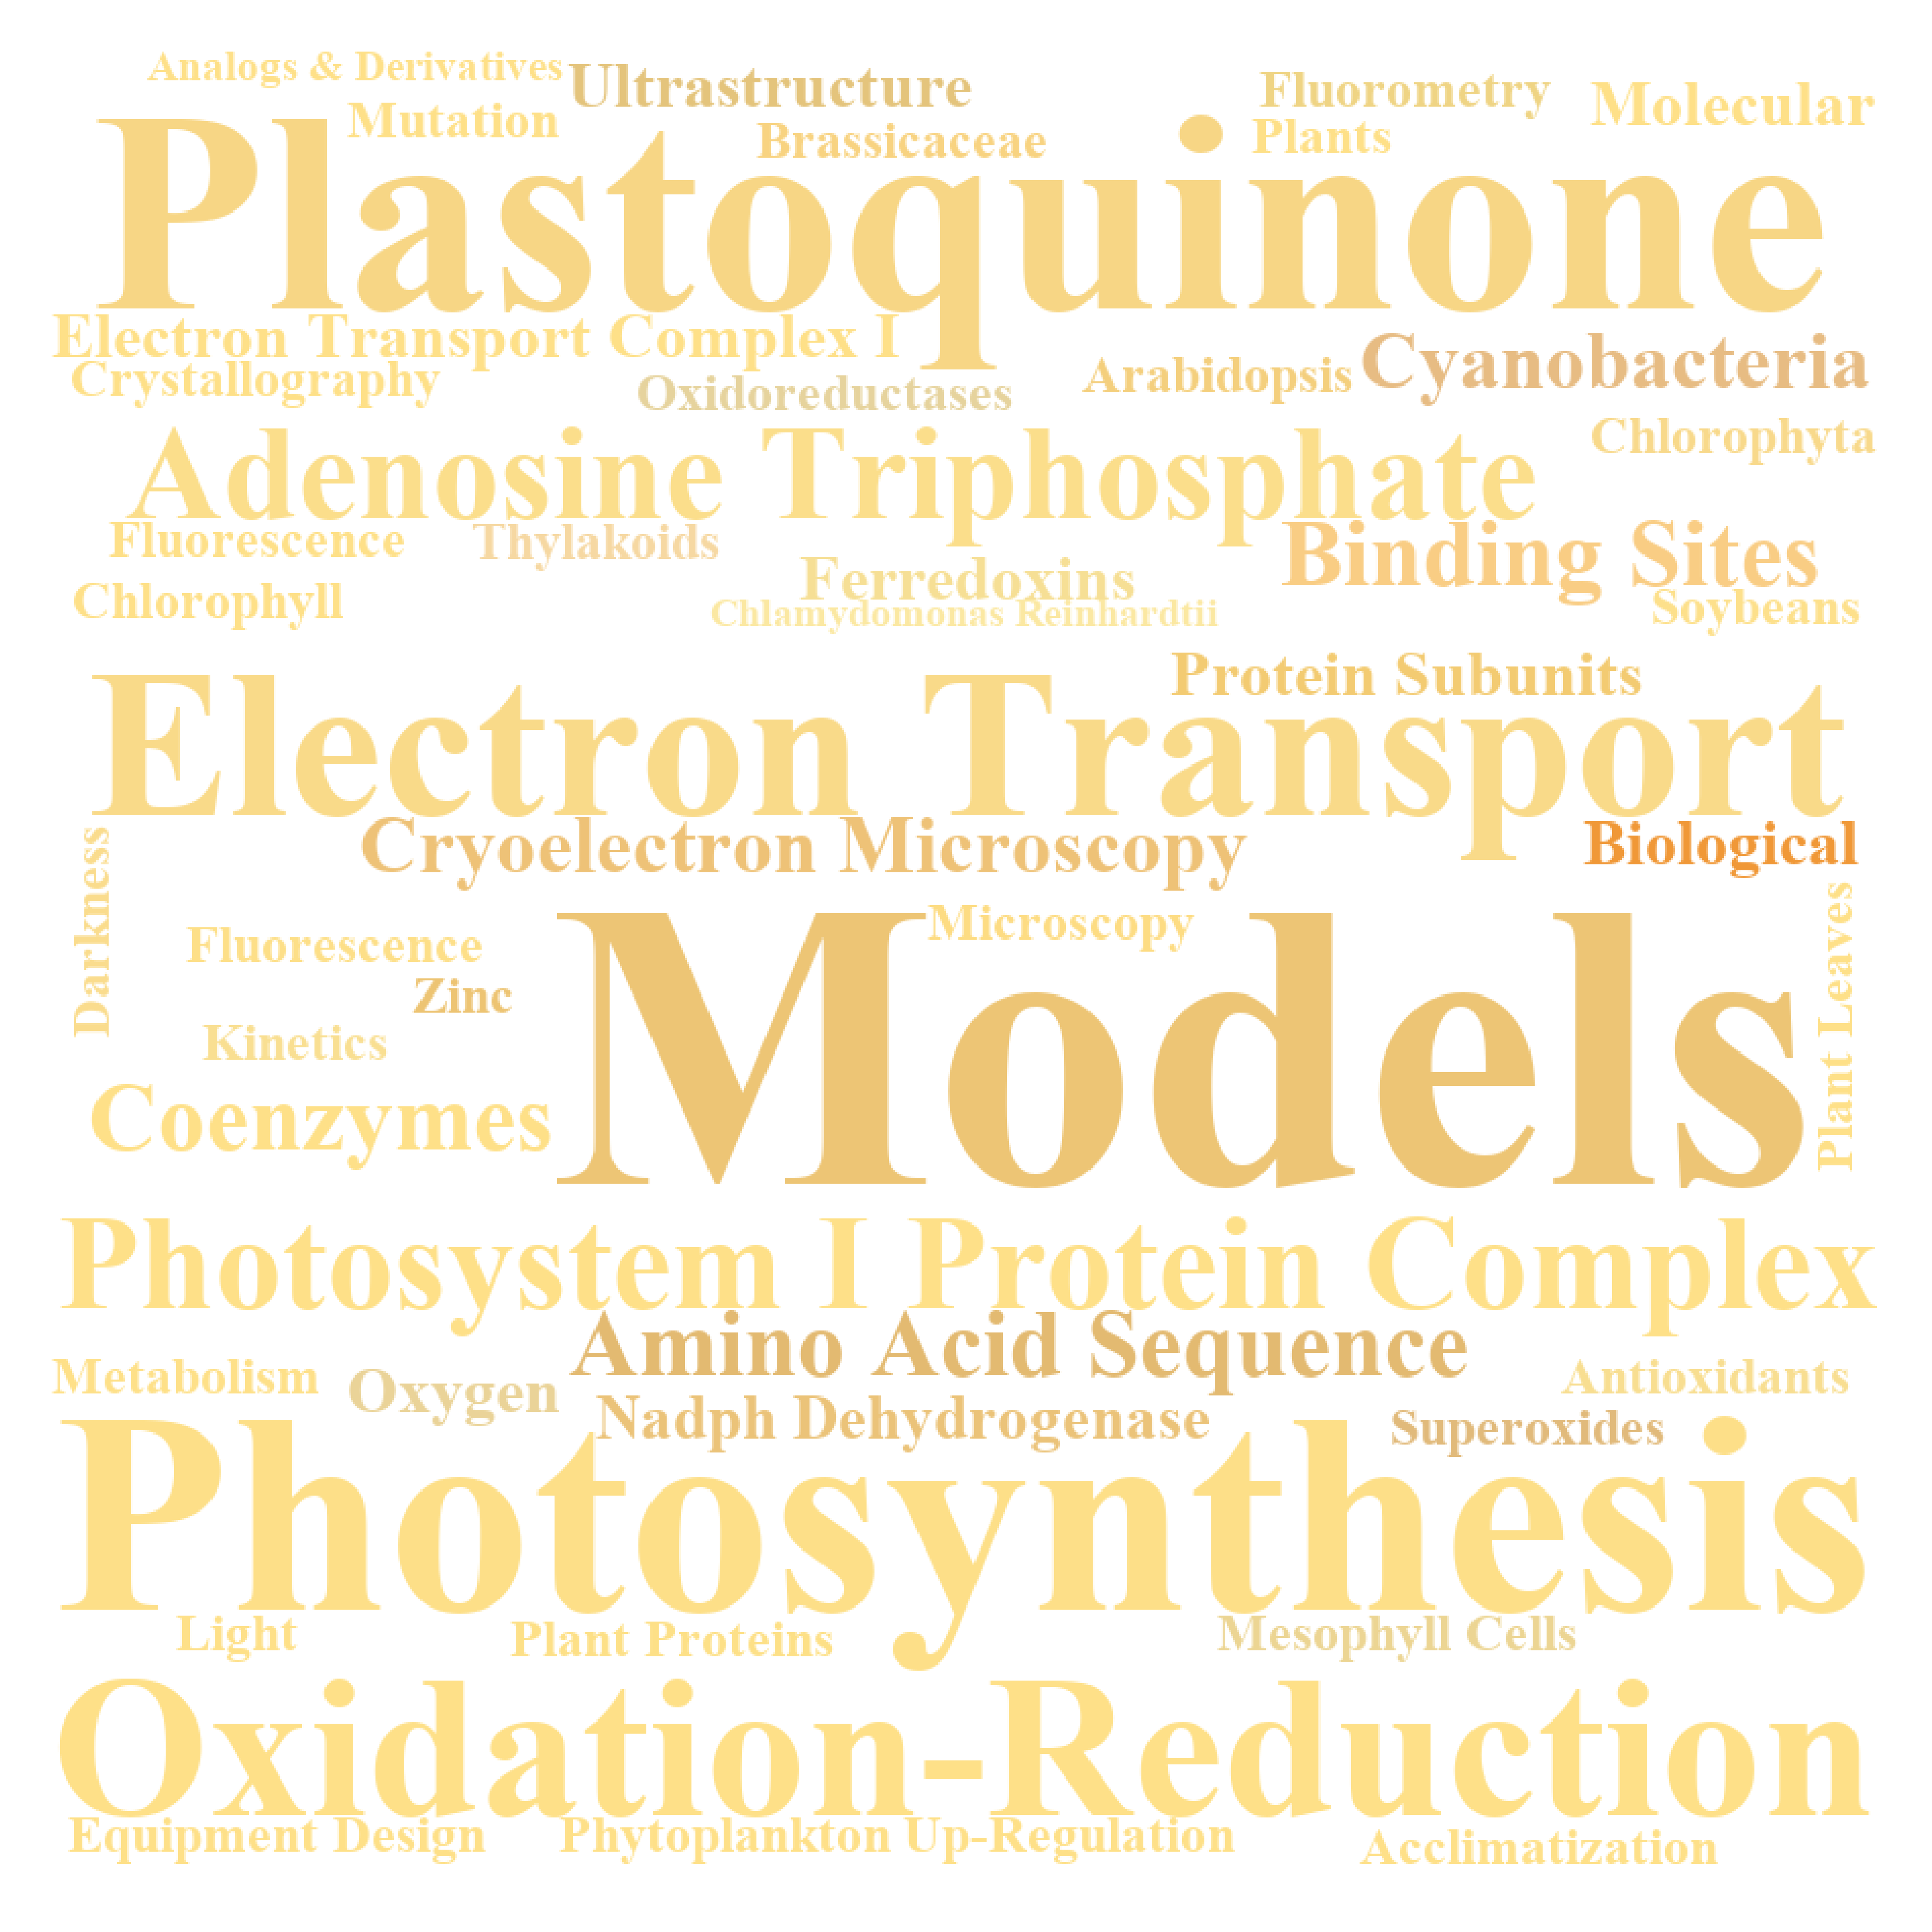 Analogs & Derivatives
Ultrastructure
Fluorometry
Molecular
Mutation
Brassicaceae
Plants
Plastoquinone
Electron Transport Complex I
Cyanobacteria
Crystallography
Oxidoreductases
Arabidopsis
Chlorophyta
Adenosine Triphosphate
Fluorescence
Thylakoids
Binding Sites
Ferredoxins
Chlorophyll
Chlamydomonas Reinhardtii
Soybeans
Protein Subunits
Electron Transport
Cryoelectron Microscopy
Biological
Darkness
Microscopy
Plant Leaves
Fluorescence
Zinc
Kinetics
Models
Coenzymes
Photosystem I Protein Complex
Amino Acid Sequence
Metabolism
Oxygen
Antioxidants
Nadph Dehydrogenase
Superoxides
Photosynthesis
Light
Plant Proteins
Mesophyll Cells
Oxidation-Reduction
Equipment Design
Phytoplankton
Up-Regulation
Acclimatization